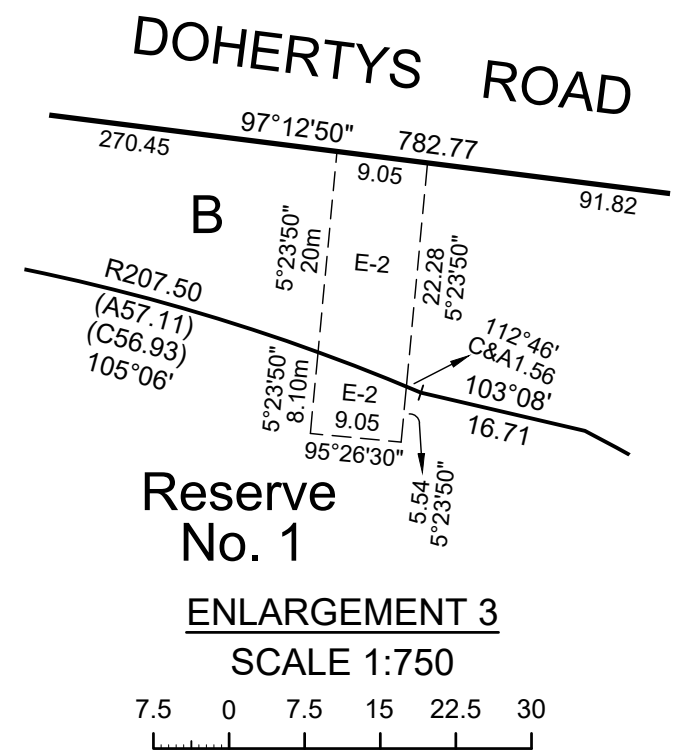 DOHERTYS ROAD
97°12'50" 782.77
270.45
9.05
91.82
B
5°23'50"
20m
E-2
22.28
5°23'50"
R207.50
(A57.11)
(C56.93)
105°06'
112°46'
C&A1.56
103°08'
16.71
5°23'50"
8.10m
E-2
9.05
95°26'30"
5.54
5°23'50"
Reserve
No. 1
ENLARGEMENT 3
SCALE 1:750
7.5 0 7.5 15 22.5 30